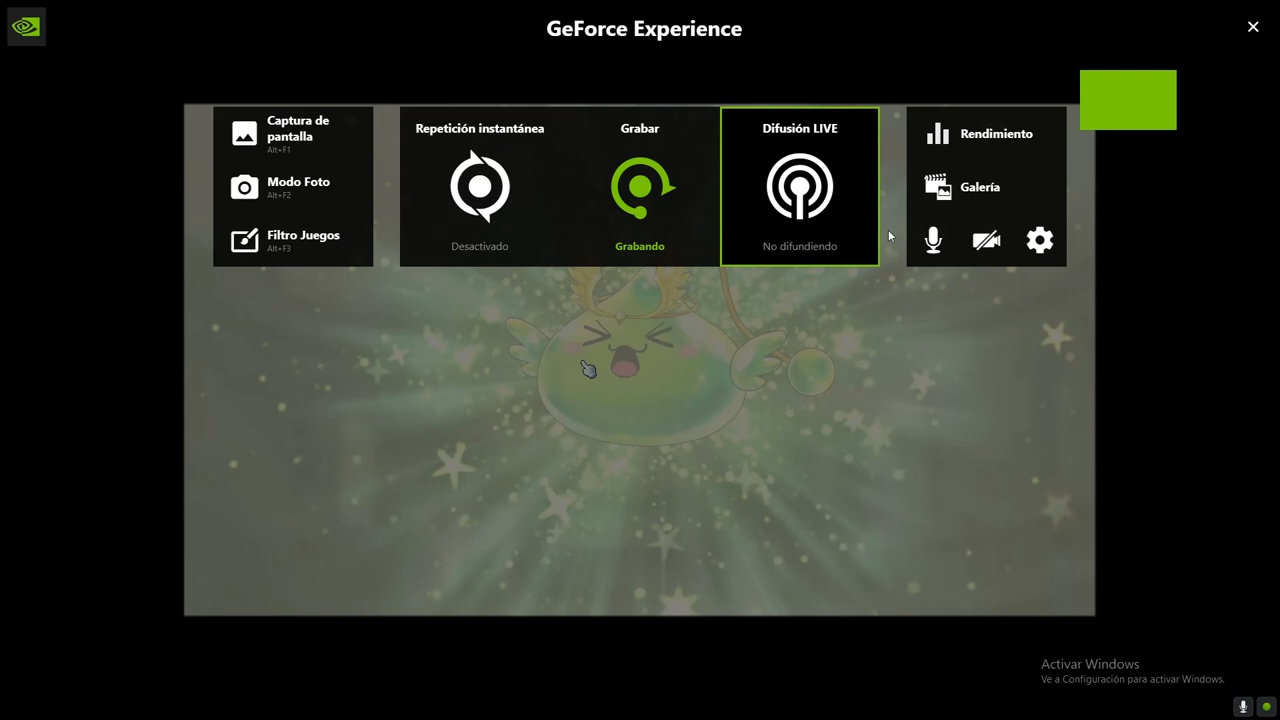 GeForce Experience
Captura de
pantalla
Alt+F1
Modo Foto
Alt+F2
Filtro Juegos
Alt+F3
Repetición instantánea
Desactivado
Grabar
Grabando
Difusión LIVE
No difundiendo
Rendimiento
Galería
Activar Windows
Ve a Configuración para activar Windows.